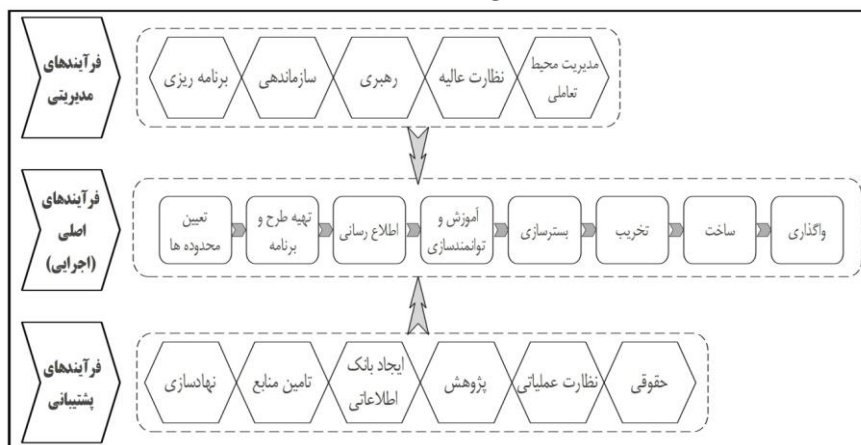 فرآیندهای
مدیریتی
برنامه ریزی
سازماندهی
رهبری
نظارت عالیه
مدیریت محیط
تعاملی
فرآیندهای
اصلی
(اجرایی)
تعیین
محدوده ها
تهیه طرح و
برنامه
اطلاع رسانی
آموزش و
توانمندسازی
بسترسازی
تخریب
ساخت
واگذاری
فرآیندهای
پشتیبانی
نهادسازی
تامین منابع
ایجاد بانک
اطلاعاتی
پژوهش
نظارت عملیاتی
حقوقی